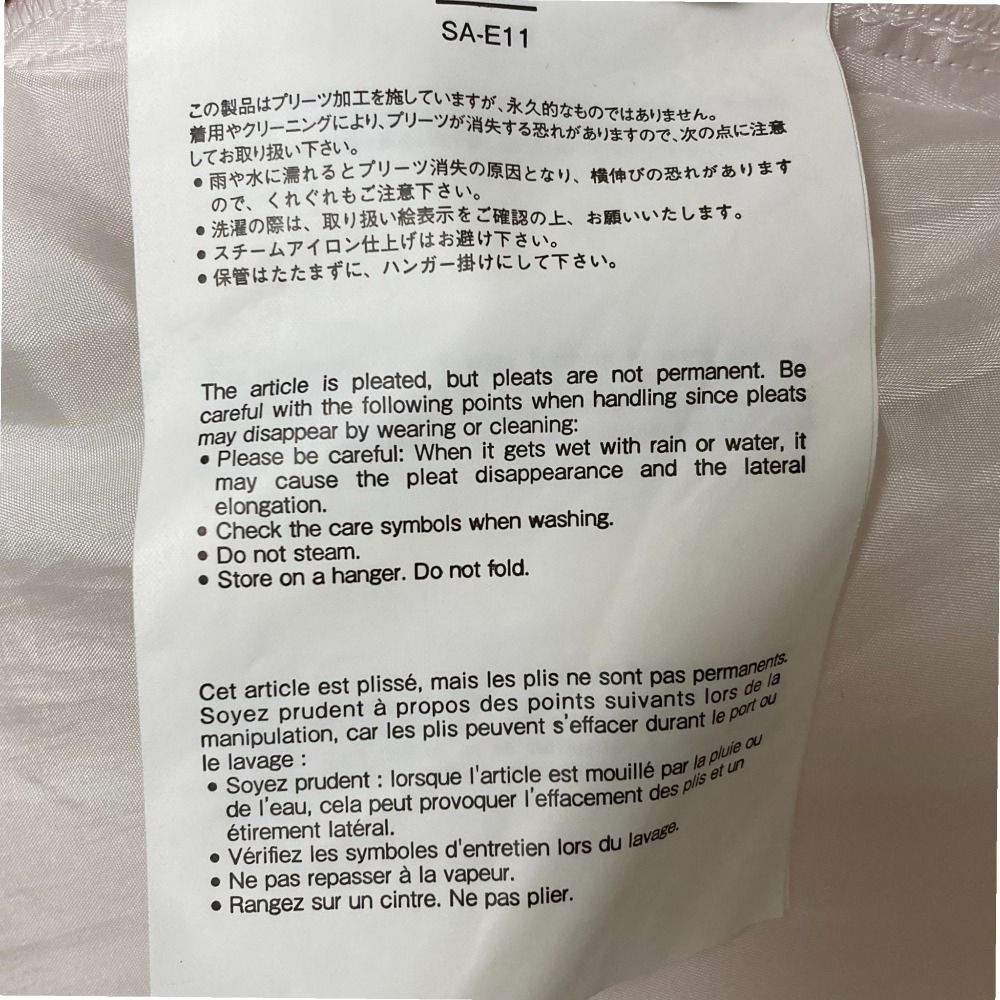 SA-E11
この製品はプリーツ加工を施していますが、永久的なものではありません。
着用やクリーニングにより、プリーツが消失する恐れがありますので、次の点に注意
してお取り扱い下さい。
● 雨や水に濡れるとプリーツ消失の原因となり、横伸びの恐れがあります
ので、くれぐれもご注意下さい。
● 洗濯の際は、取り扱い絵表示をご確認の上、お願いいたします。
● スチームアイロン仕上げはお避け下さい。
● 保管はたたまずに、ハンガー掛けにして下さい。
The article is pleated, but pleats are not permanent. Be
careful with the following points when handling since pleats
may disappear by wearing or cleaning:
● Please be careful: When it gets wet with rain or water, it
may cause the pleat disappearance and the lateral
elongation.
● Check the care symbols when washing.
● Do not steam.
● Store on a hanger. Do not fold.
Cet article est plissé, mais les plis ne sont pas permanents.
Soyez prudent à propos des points suivants lors de la
manipulation, car les plis peuvent s'effacer durant le port ou
le lavage :
● Soyez prudent : lorsque l'article est mouillé par la pluie ou
de l'eau, cela peut provoquer l'effacement des plis et un
étirement latéral.
● Vérifiez les symboles d'entretien lors du lavage.
● Ne pas repasser à la vapeur.
● Rangez sur un cintre. Ne pas plier.